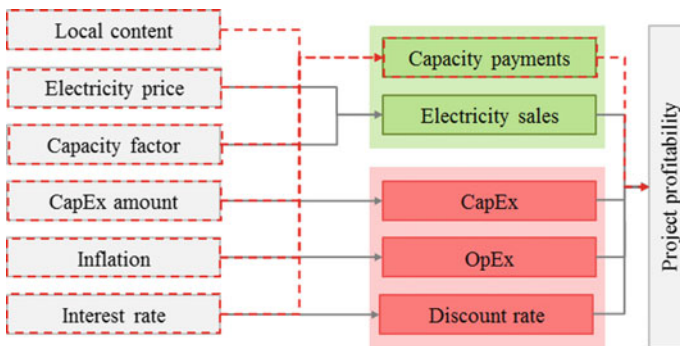 Local content
Electricity price
Capacity factor
CapEx amount
Inflation
Interest rate
Capacity payments
Electricity sales
CapEx
OpEx
Discount rate
Project profitability